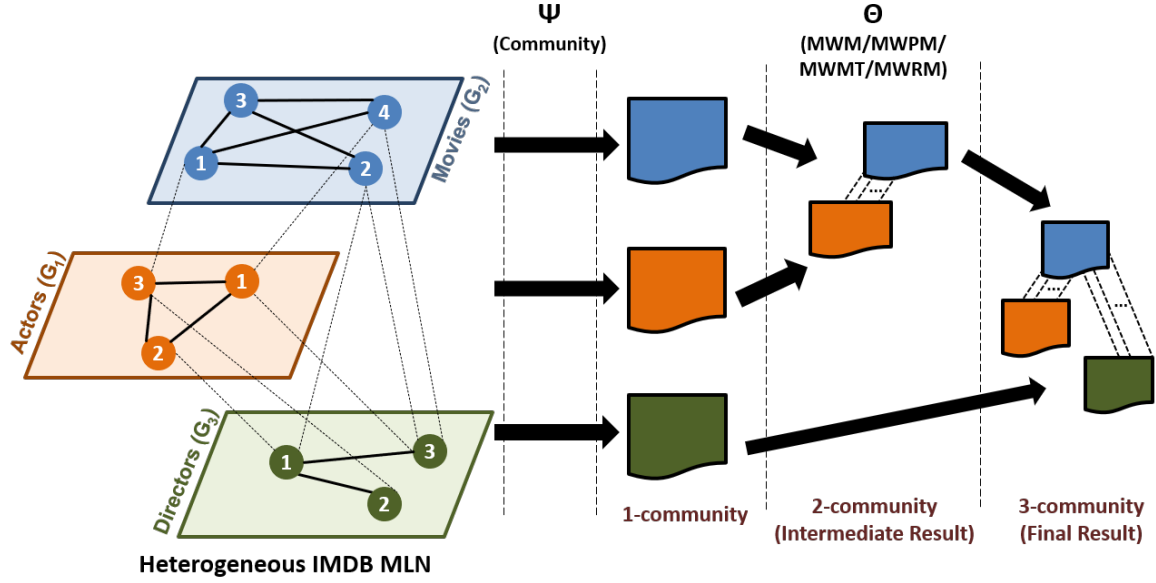 Ψ
(Community)
Θ
(MWM/MWPM/
MWMT/MWRM)
Movies (G2)
3
4
1
2
Actors (G1)
3
1
2
Directors (G3)
1
3
2
...
...
...
1-community
2-community
(Intermediate Result)
3-community
(Final Result)
Heterogeneous IMDB MLN